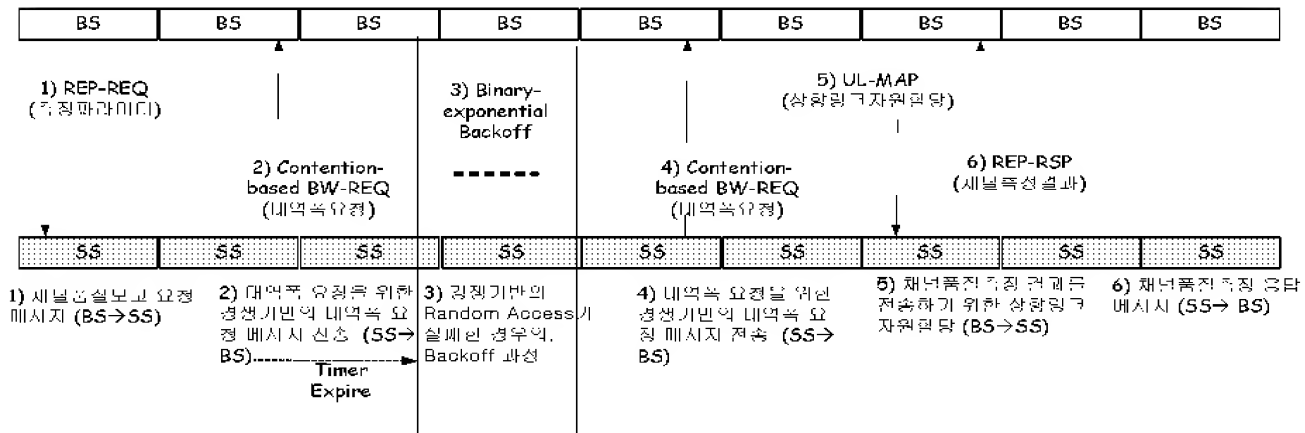 BS BS BS BS BS BS BS BS BS
1) REP-REQ
(측정파라미터)
2) Contention-
based BW-REQ
(대역폭요청)
3) Binary-
exponential
Backoff
4) Contention-
based BW-REQ
(대역폭요청)
5) UL-MAP
(상향링크자원할당)
6) REP-RSP
(채널측정결과)
SS SS SS SS SS SS SS SS SS
1) 채널품질보고 요청
메시지 (BS→SS)
2) 대역폭 요청을 위한
경쟁기반의 대역폭 요
청 메시지 전송 (SS→
BS)
Timer
Expire
3) 경쟁기반의
Random Access가
실패한 경우의,
Backoff 과정
4) 대역폭 요청을 위한
경쟁기반의 대역폭 요
청 메시지 전송 (SS→
BS)
5) 채널품질측정 결과를
전송하기 위한 상향링크
자원할당 (BS→SS)
6) 채널품질측정 응답
메시지 (SS→ BS)